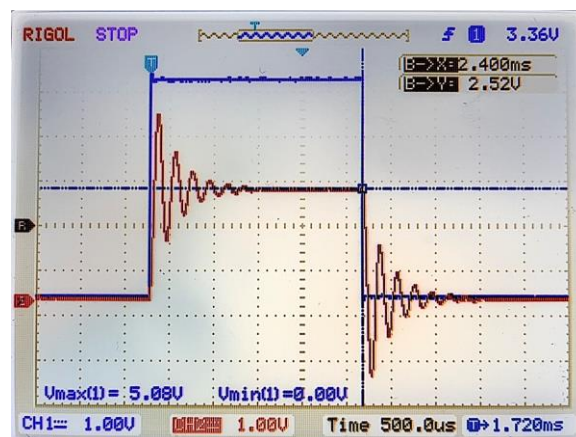 RIGOL STOP 1 3.36V
T
B->X=2.400ms
B->Y= 2.52V
Vmax(1)= 5.08V Vmin(1)=0.00V
CH1 1.00V 1.00V Time 500.0us T→1.720ms